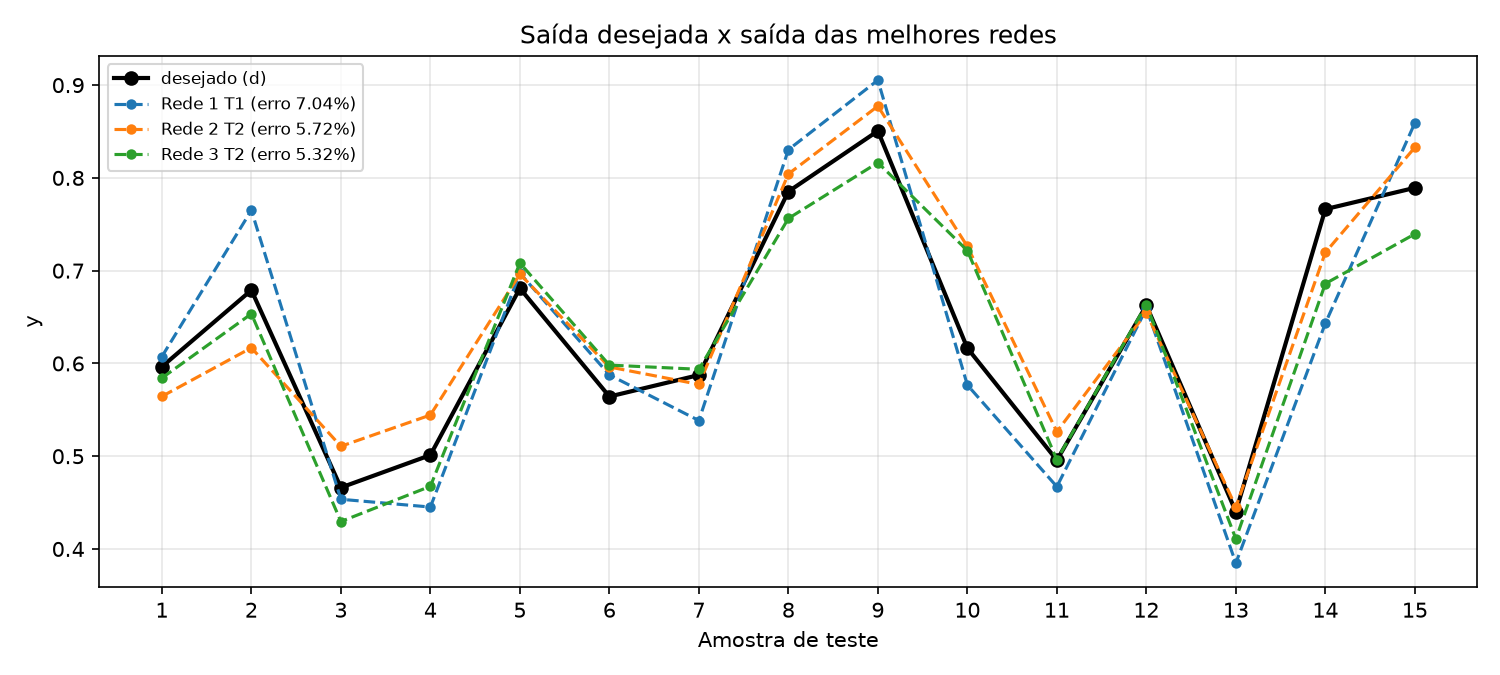 Saída desejada x saída das melhores redes
desejado (d)
Rede 1 T1 (erro 7.04%)
Rede 2 T2 (erro 5.72%)
Rede 3 T2 (erro 5.32%)
0.9
0.8
0.7
0.6
0.5
0.4
y
1 2 3 4 5 6 7 8 9 10 11 12 13 14 15
Amostra de teste